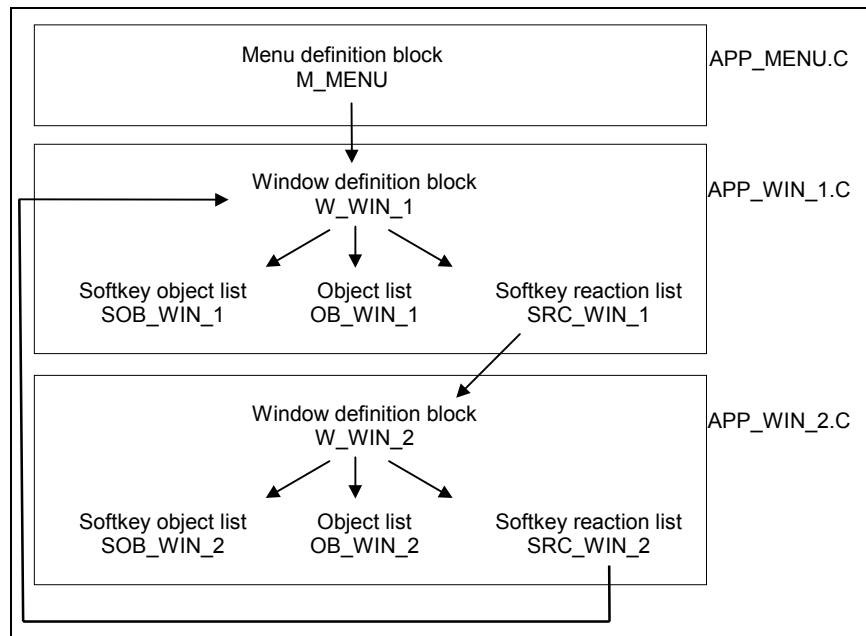 Menu definition block
M_MENU
APP_MENU.C
Window definition block
W_WIN_1
APP_WIN_1.C
Softkey object list
SOB_WIN_1
Object list
OB_WIN_1
Softkey reaction list
SRC_WIN_1
Window definition block
W_WIN_2
APP_WIN_2.C
Softkey object list
SOB_WIN_2
Object list
OB_WIN_2
Softkey reaction list
SRC_WIN_2